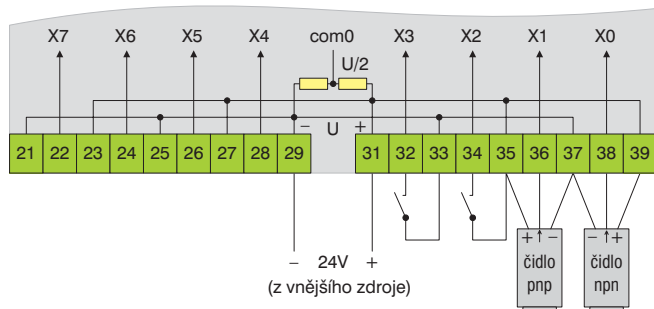 X7 X6 X5 X4 com0 X3 X2 X1 X0
U/2
− U +
21 22 23 24 25 26 27 28 29 31 32 33 34 35 36 37 38 39
+ − − +
− 24V + čidlo čidlo
(z vnějšího zdroje) pnp npn